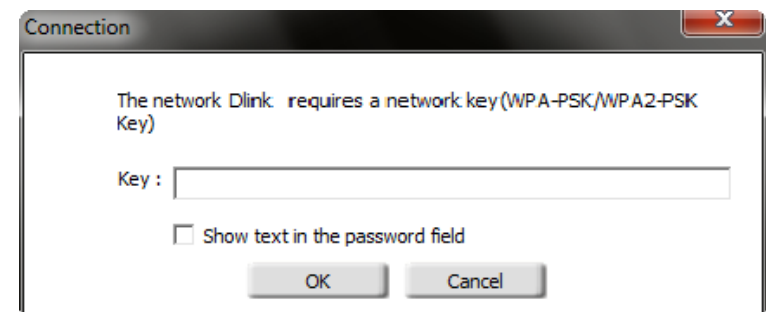 Connection
The network Dlink requires a network key(WPA-PSK/WPA2-PSK
Key)
Key :
Show text in the password field
OK Cancel